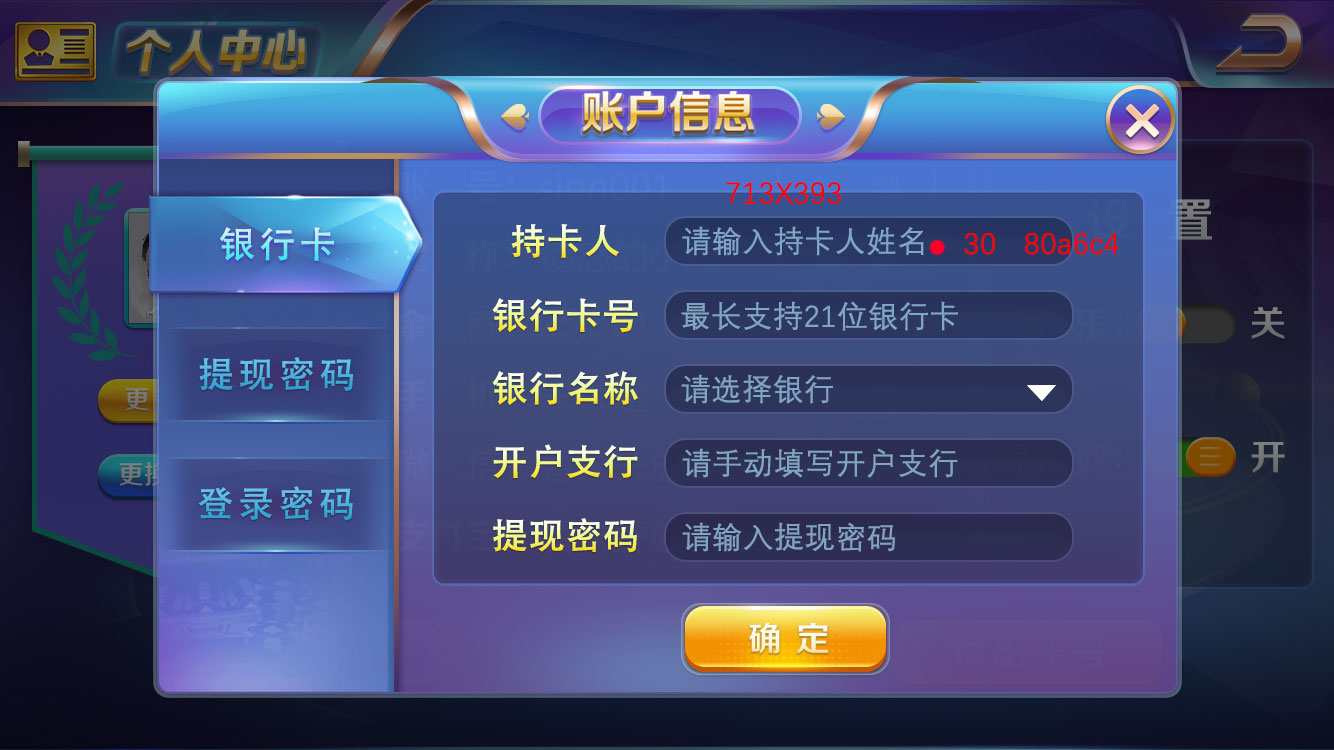 个人中心
账户信息
713X393
银行卡
持卡人 请输入持卡人姓名 30 80a6c4
置
银行卡号 最长支持21位银行卡
关
提现密码
银行名称 请选择银行
更
开户支行 请手动填写开户支行
开
更换
登录密码
提现密码 请输入提现密码
确定